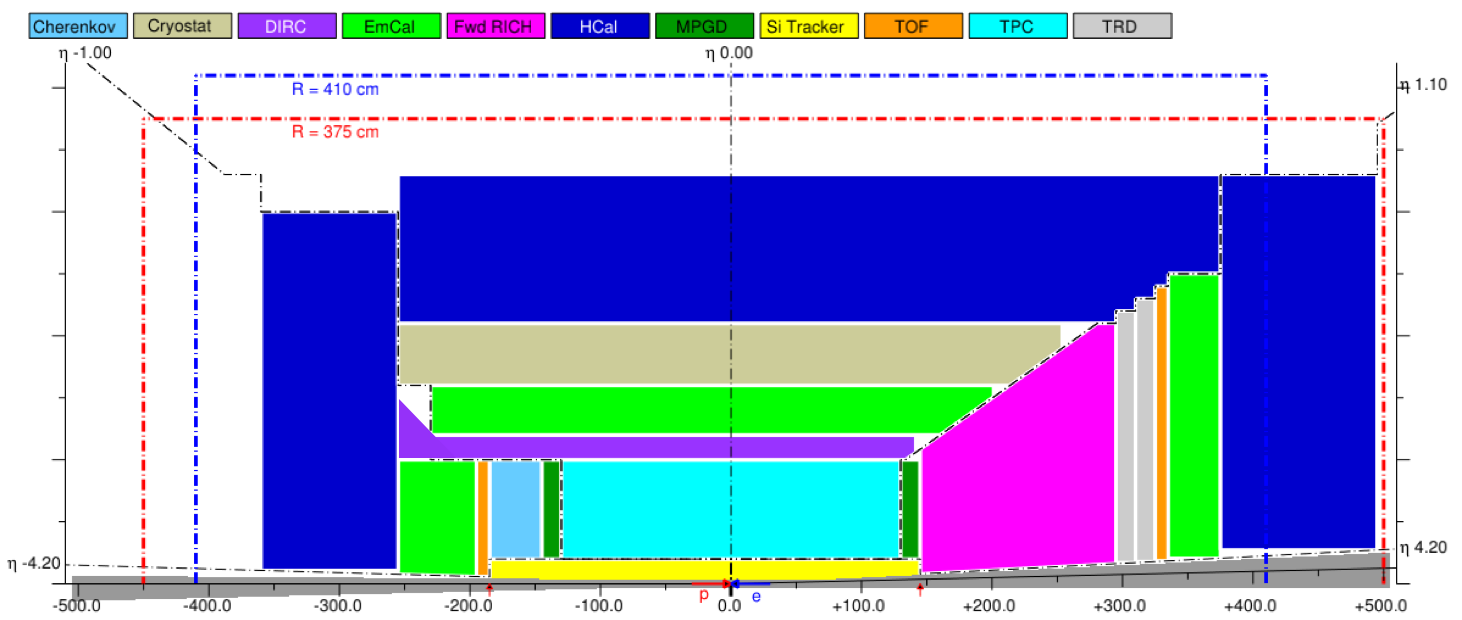 Cherenkov Cryostat DIRC EmCal Fwd RICH HCal MPGD Si Tracker TOF TPC TRD
η -1.00 η 0.00
η 1.10
R = 410 cm
R = 375 cm
η -4.20
η 4.20
p e
-500.0 -400.0 -300.0 -200.0 -100.0 0.0 +100.0 +200.0 +300.0 +400.0 +500.0